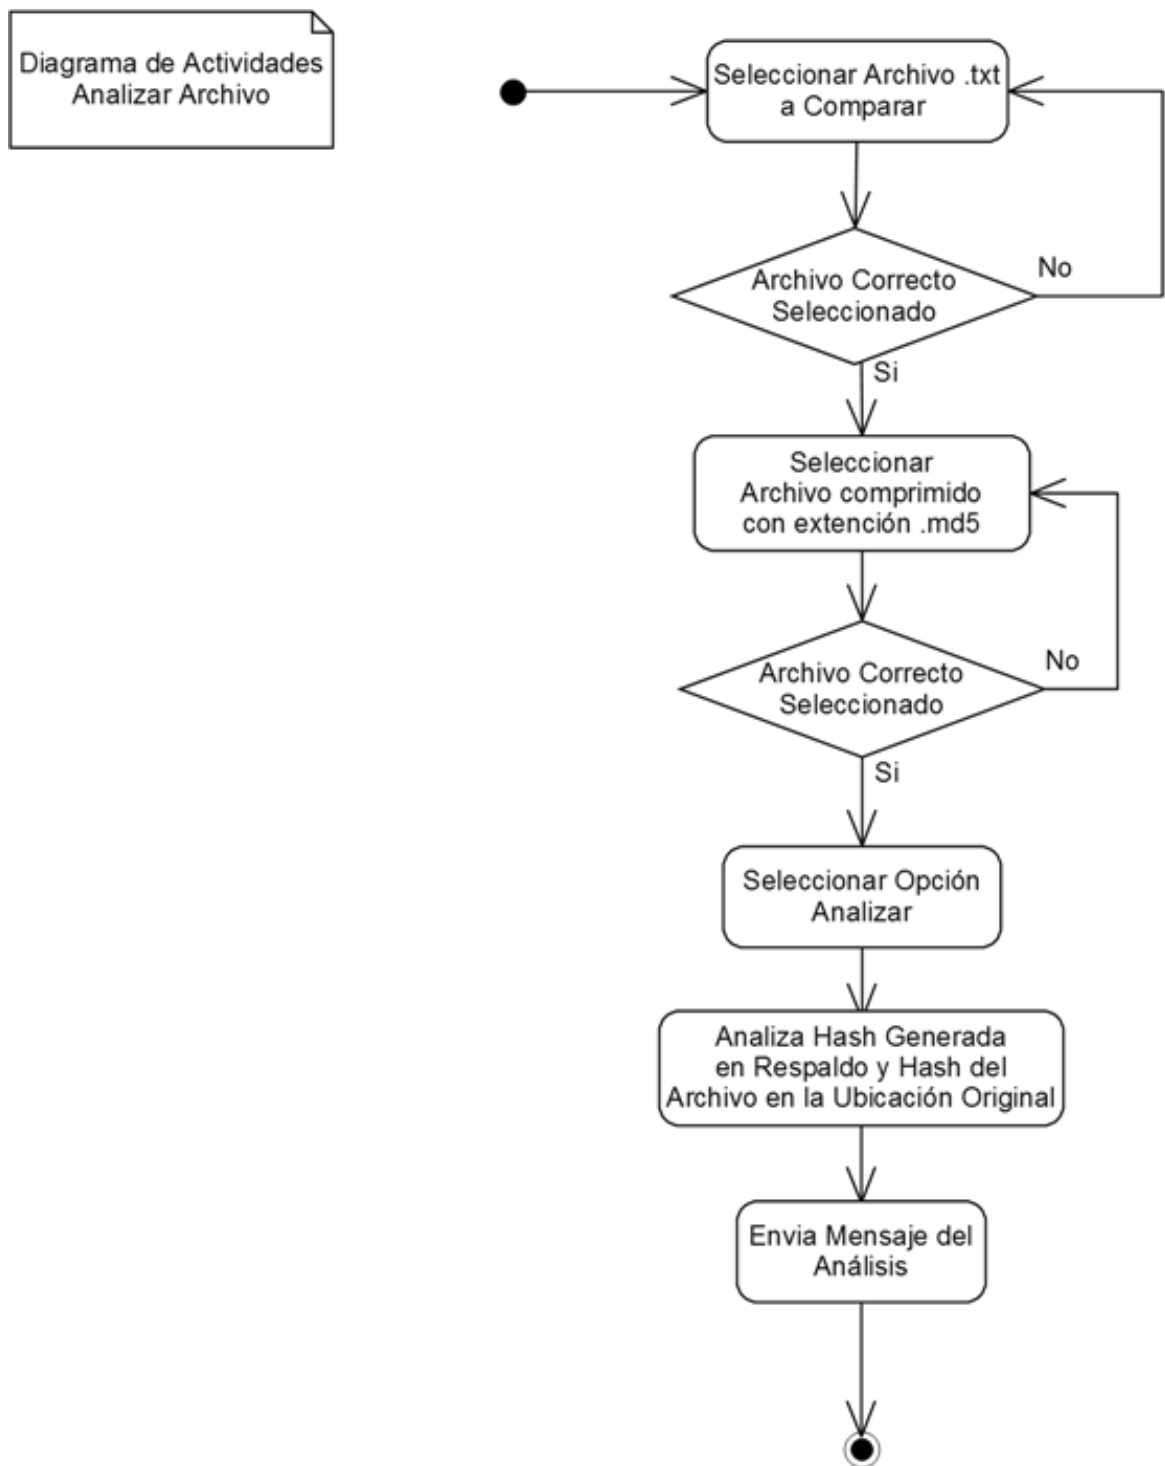 Diagrama de Actividades
Analizar Archivo
Seleccionar Archivo .txt
a Comparar
Archivo Correcto
Seleccionado
No
Si
Seleccionar
Archivo comprimido
con extención .md5
Archivo Correcto
Seleccionado
No
Si
Seleccionar Opción
Analizar
Analiza Hash Generada
en Respaldo y Hash del
Archivo en la Ubicación Original
Envia Mensaje del
Análisis